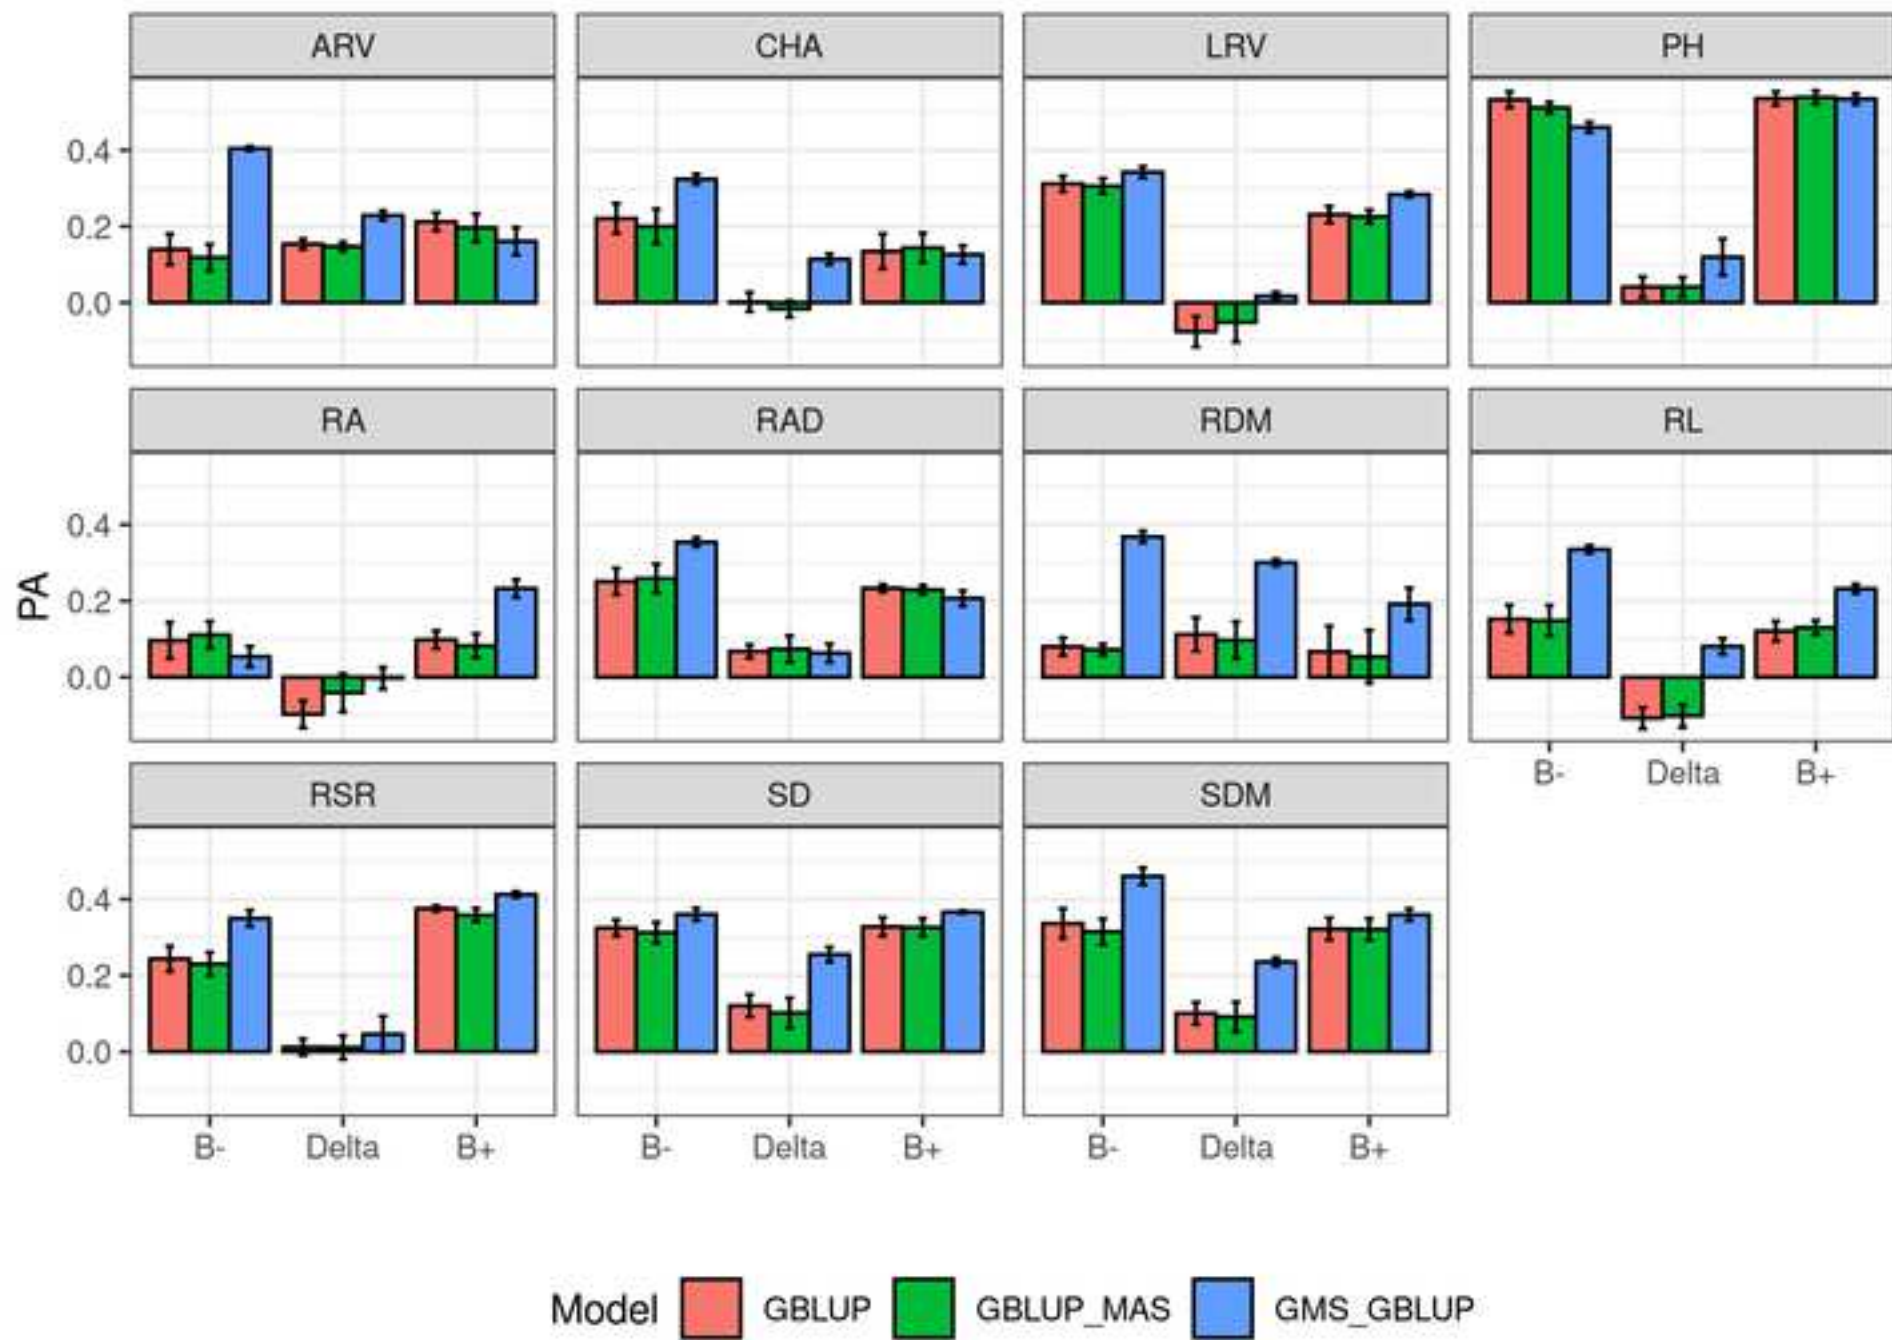 ARV CHA LRV PH
0.4
0.2
0.0
RA RAD RDM RL
PA
0.4
0.2
0.0
B- Delta B+
RSR SD SDM
0.4
0.2
0.0
B- Delta B+ B- Delta B+ B- Delta B+
Model GBLUP GBLUP_MAS GMS_GBLUP